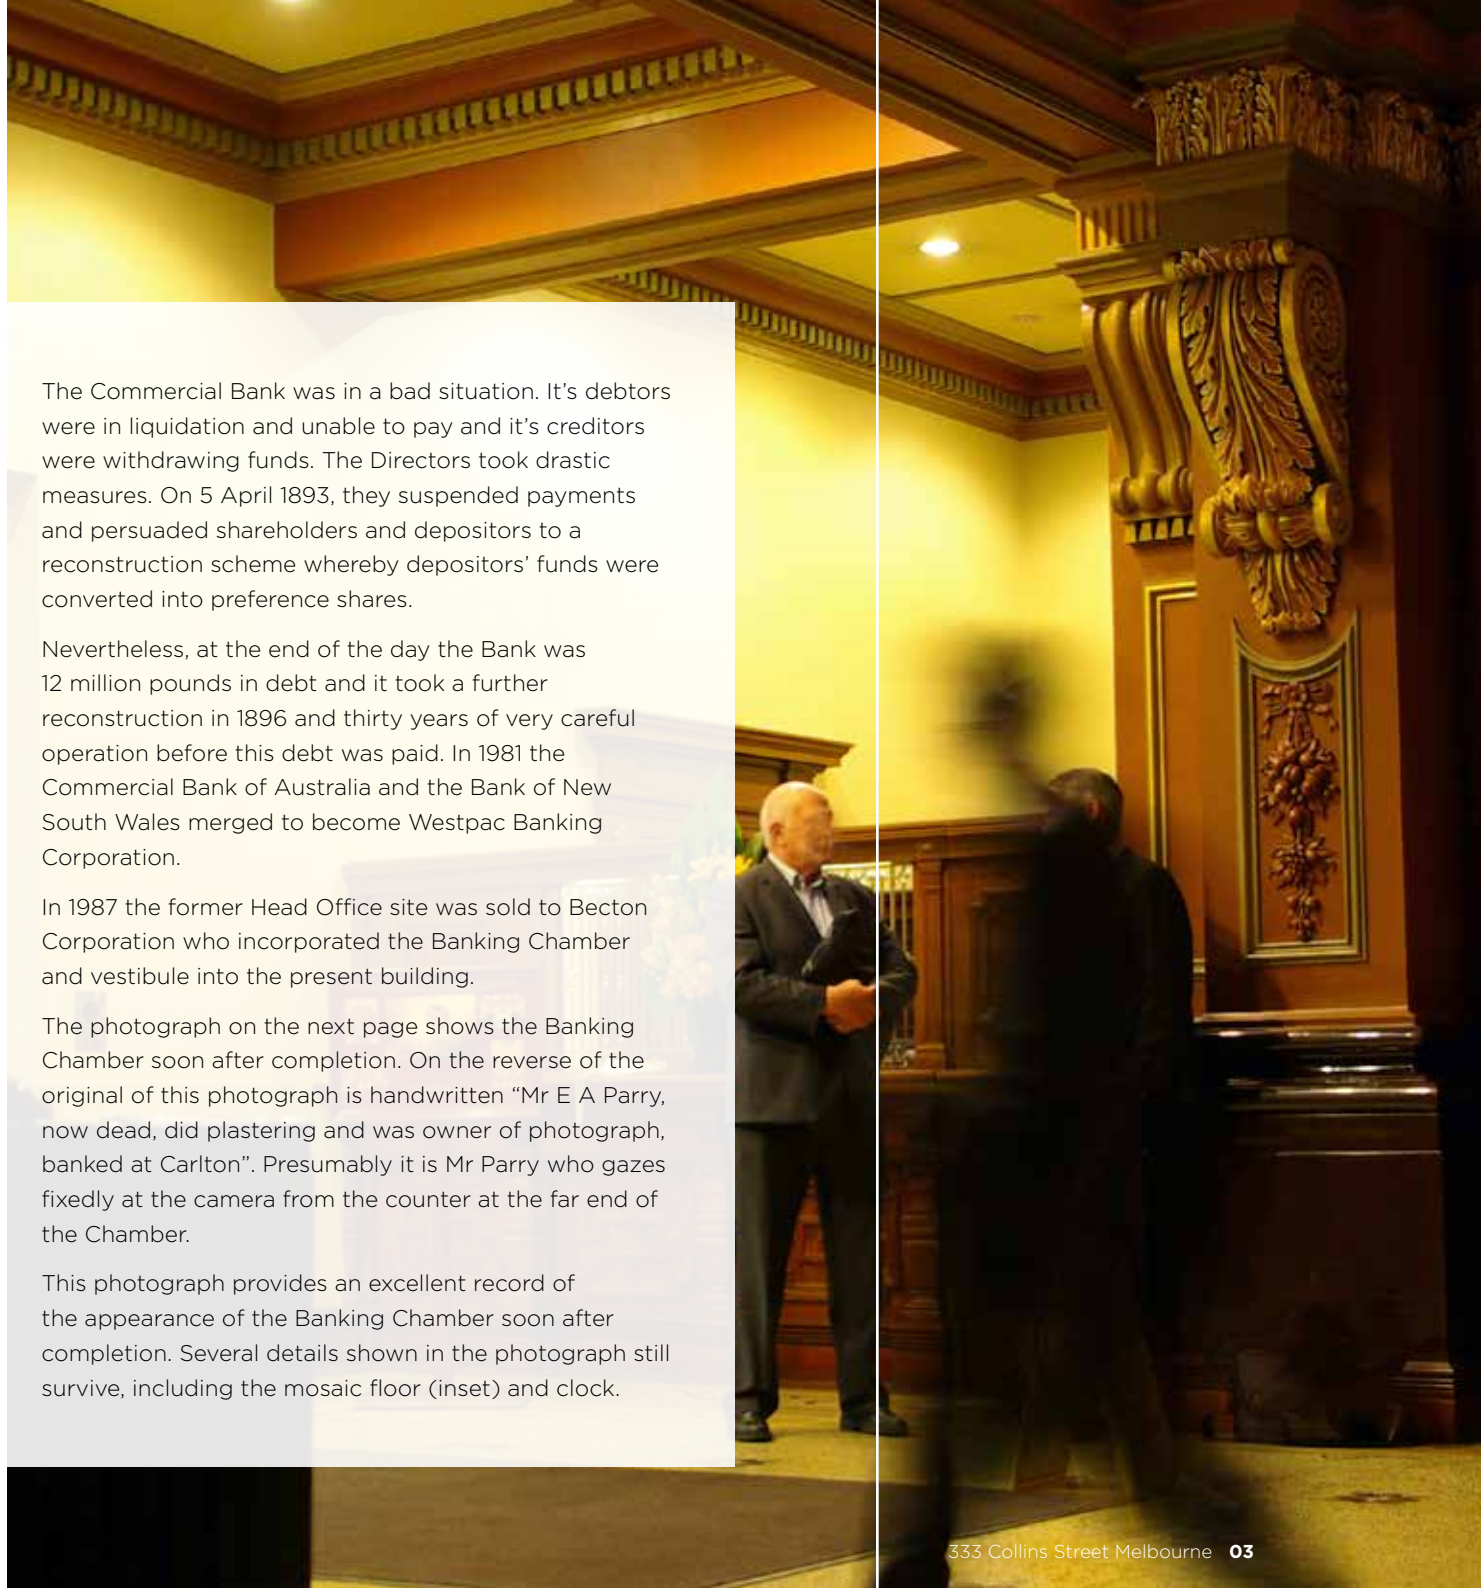 The Commercial Bank was in a bad situation. It’s debtors
were in liquidation and unable to pay and it’s creditors
were withdrawing funds. The Directors took drastic
measures. On 5 April 1893, they suspended payments
and persuaded shareholders and depositors to a
reconstruction scheme whereby depositors’ funds were
converted into preference shares.
Nevertheless, at the end of the day the Bank was
12 million pounds in debt and it took a further
reconstruction in 1896 and thirty years of very careful
operation before this debt was paid. In 1981 the
Commercial Bank of Australia and the Bank of New
South Wales merged to become Westpac Banking
Corporation.
In 1987 the former Head Office site was sold to Becton
Corporation who incorporated the Banking Chamber
and vestibule into the present building.
The photograph on the next page shows the Banking
Chamber soon after completion. On the reverse of the
original of this photograph is handwritten “Mr E A Parry,
now dead, did plastering and was owner of photograph,
banked at Carlton”. Presumably it is Mr Parry who gazes
fixedly at the camera from the counter at the far end of
the Chamber.
This photograph provides an excellent record of
the appearance of the Banking Chamber soon after
completion. Several details shown in the photograph still
survive, including the mosaic floor (inset) and clock.
333 Collins Street Melbourne 03